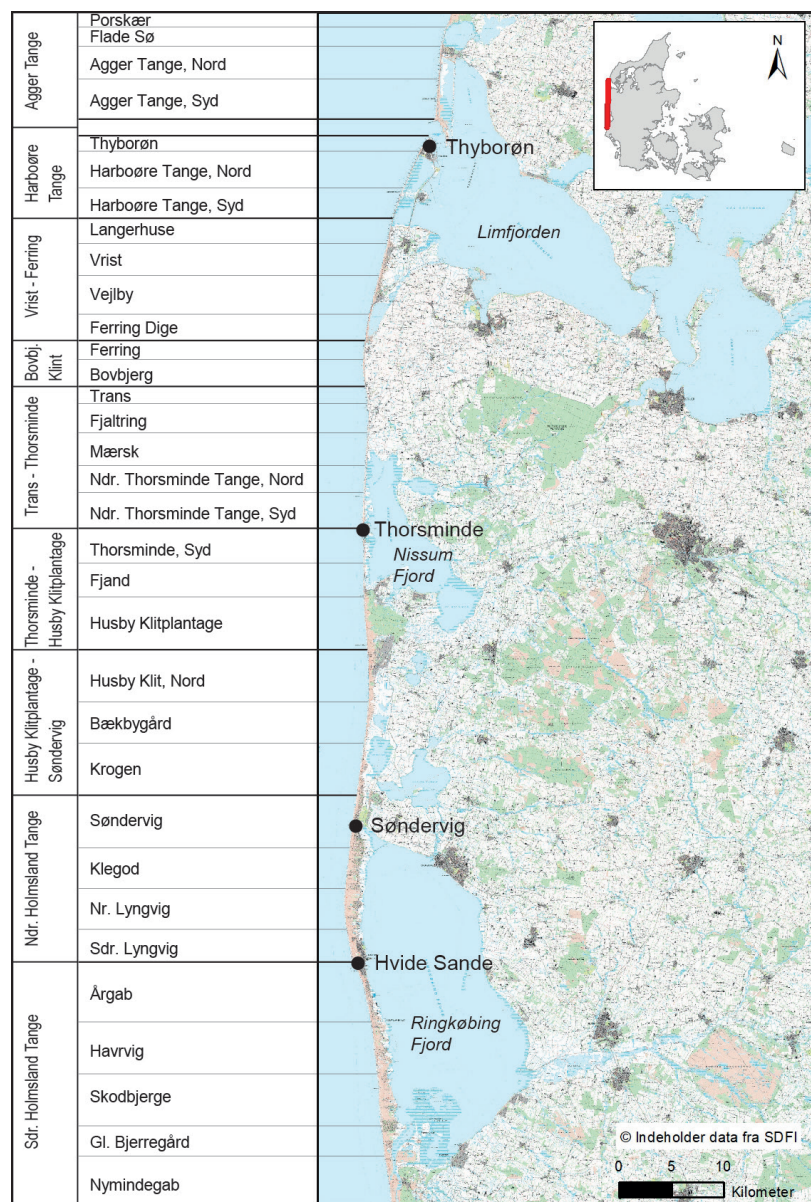 Agger Tange
Porskær
Flade Sø
Agger Tange, Nord
Agger Tange, Syd
Harboøre
Tange
Thyborøn
Harboøre Tange, Nord
Harboøre Tange, Syd
Vrist - Ferring
Langerhuse
Vrist
Vejlby
Ferring Dige
Bovbj.
Klint
Ferring
Bovbjerg
Trans - Thorsminde
Trans
Fjaltring
Mærsk
Ndr. Thorsminde Tange, Nord
Ndr. Thorsminde Tange, Syd
Thorsminde -
Husby Klitplantage
Thorsminde, Syd
Fjand
Husby Klitplantage
Husby Klitplantage -
Søndervig
Husby Klit, Nord
Bækbygård
Krogen
Ndr. Holmsland Tange
Søndervig
Klegod
Nr. Lyngvig
Sdr. Lyngvig
Sdr. Holmsland Tange
Årgab
Havrvig
Skodbjerge
Gl. Bjerregård
Nymindegab
N
Thyborøn
Limfjorden
Thorsminde
Nissum
Fjord
Søndervig
Hvide Sande
Ringkøbing
Fjord
© Indeholder data fra SDFI
0 5 10
Kilometer